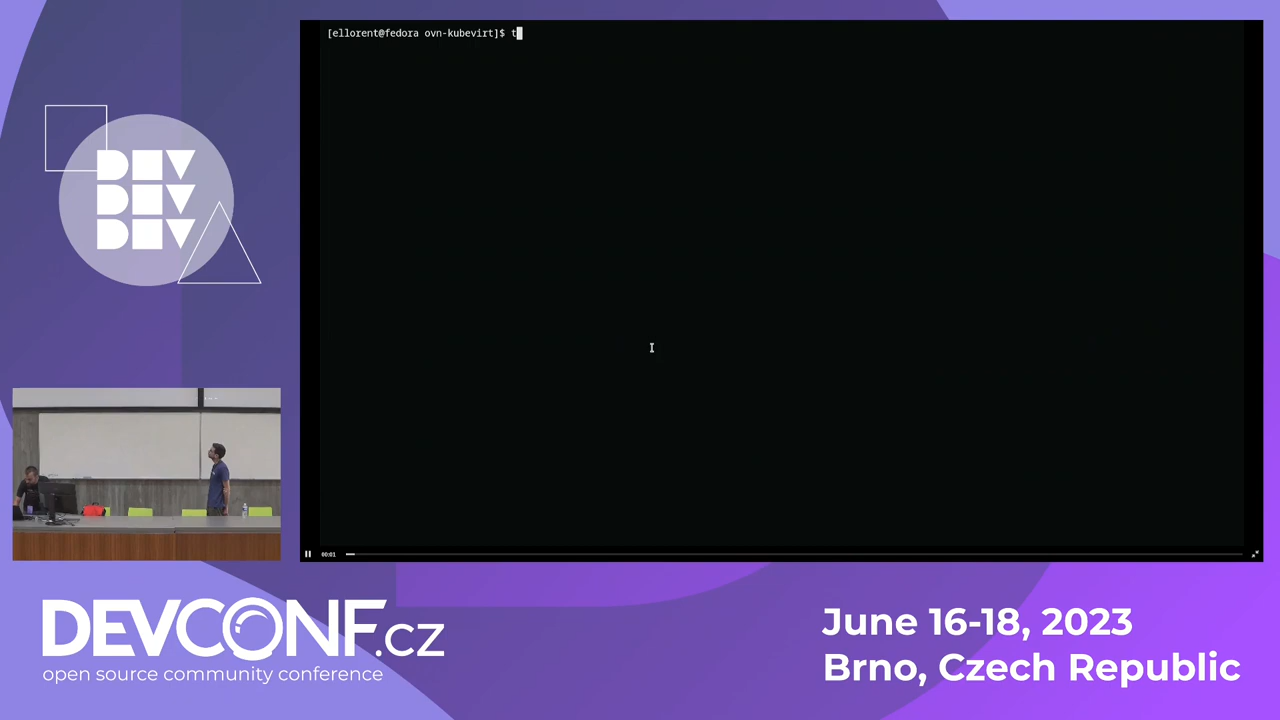 [ellorent@fedora ovn-kubevirt]$ t
00:01
DEV
DEV
DEV
DEVCONF.cz
open source community conference
June 16-18, 2023
Brno, Czech Republic